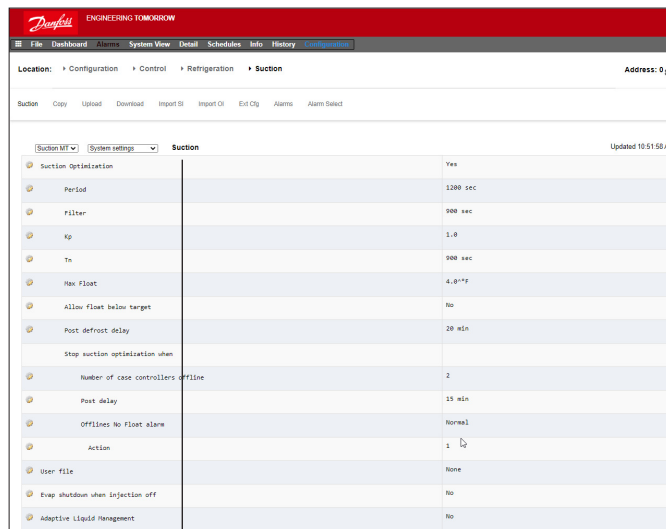 Danfoss ENGINEERING TOMORROW
File Dashboard Alarms System View Detail Schedules Info History Configuration
Location: Configuration Control Refrigeration Suction Address: 0
Suction Copy Upload Download Import SI Import OI Ext Cfg Alarms Alarm Select
Suction MT System settings Suction Updated 10:51:58 A
Suction Optimization Yes
Period 1200 sec
Filter 900 sec
Kp 1.0
Tn 900 sec
Max Float 4.0^°F
Allow float below target No
Post defrost delay 20 min
Stop suction optimization when
Number of case controllers offline 2
Post delay 15 min
Offlines No Float alarm Normal
Action 1
User file None
Evap shutdown when injection off No
Adaptive Liquid Management No